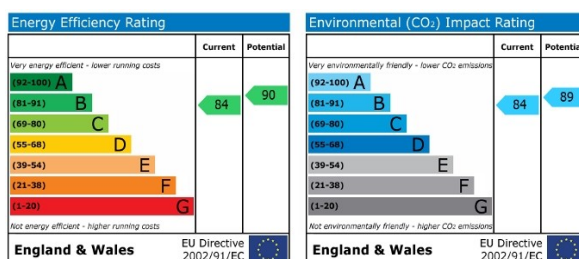 Energy Efficiency Rating
Current Potential
Very energy efficient - lower running costs
(92-100) A
(81-91) B
(69-80) C
(55-68) D
(39-54) E
(21-38) F
(1-20) G
84
90
Not energy efficient - higher running costs
England & Wales
EU Directive
2002/91/EC
Environmental (CO₂) Impact Rating
Current Potential
Very environmentally friendly - lower CO₂ emissions
(92-100) A
(81-91) B
(69-80) C
(55-68) D
(39-54) E
(21-38) F
(1-20) G
84
89
Not environmentally friendly - higher CO₂ emissions
England & Wales
EU Directive
2002/91/EC